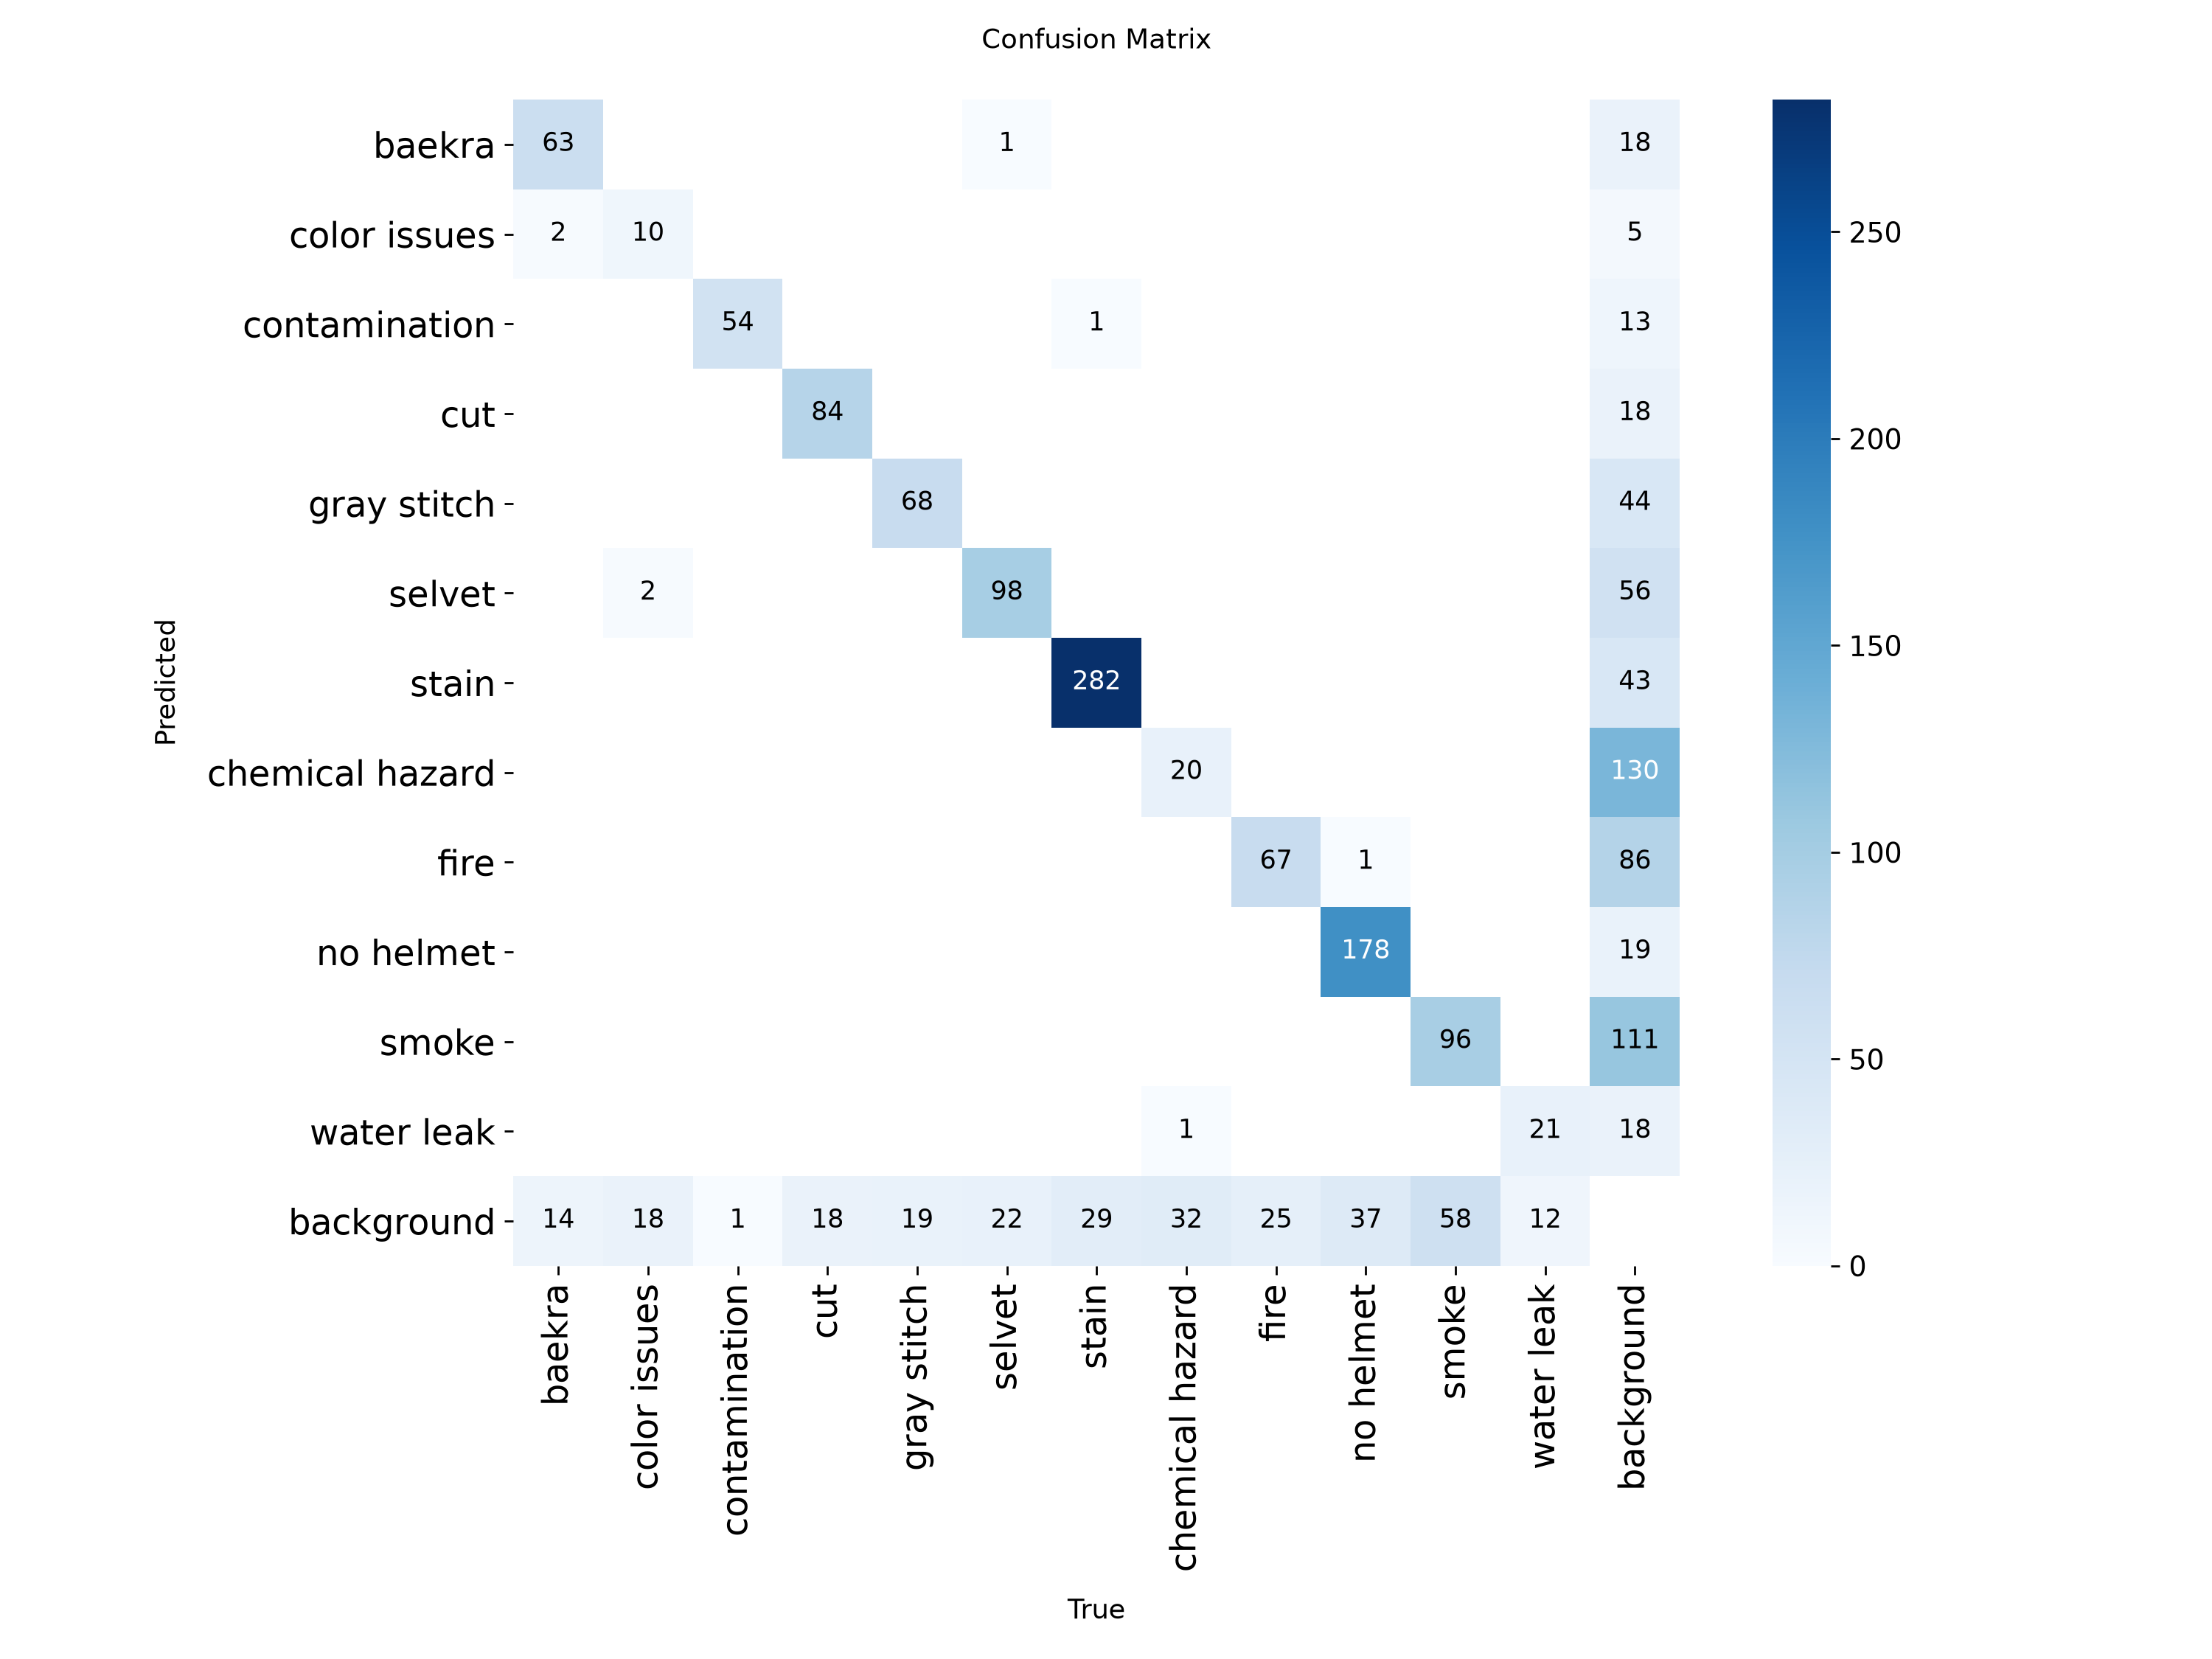 Confusion Matrix
baekra 63 1 18
color issues 2 10 5
contamination 54 1 13
cut 84 18
gray stitch 68 44
selvet 2 98 56
stain 282 43
chemical hazard 20 130
fire 67 1 86
no helmet 178 19
smoke 96 111
water leak 1 21 18
background 14 18 1 18 19 22 29 32 25 37 58 12
Predicted
baekra
color issues
contamination
cut
gray stitch
selvet
stain
chemical hazard
fire
no helmet
smoke
water leak
background
True
250
200
150
100
50
0